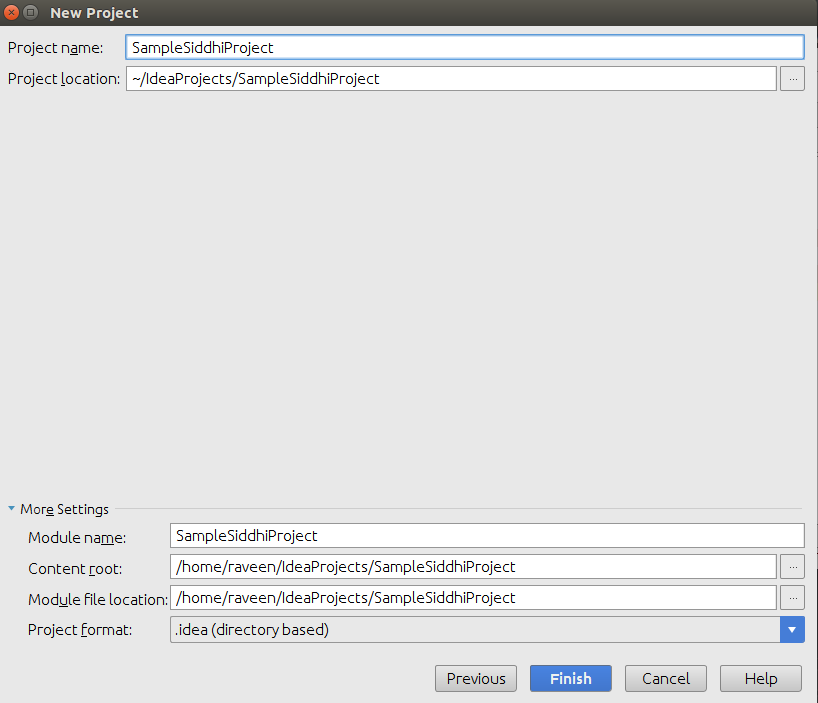 New Project
Project name: SampleSiddhiProject
Project location: ~/IdeaProjects/SampleSiddhiProject ...
More Settings
Module name: SampleSiddhiProject
Content root: /home/raveen/IdeaProjects/SampleSiddhiProject ...
Module file location: /home/raveen/IdeaProjects/SampleSiddhiProject ...
Project format: .idea (directory based)
Previous Finish Cancel Help